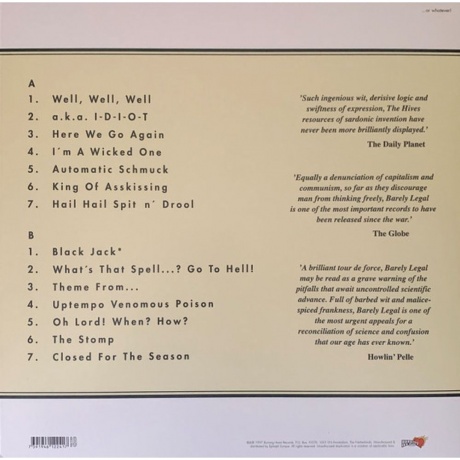 ...or whatever!
A
1. Well, Well, Well
2. a.k.a. I-D-I-O-T
3. Here We Go Again
4. I´m A Wicked One
5. Automatic Schmuck
6. King Of Asskissing
7. Hail Hail Spit n´ Drool
B
1. Black Jack*
2. What´s That Spell...? Go To Hell!
3. Theme From...
4. Uptempo Venomous Poison
5. Oh Lord! When? How?
6. The Stomp
7. Closed For The Season
'Such ingenious wit, derisive logic and
swiftness of expression, The Hives
resources of sardonic invention have
never been more brilliantly displayed.'
The Daily Planet
'Equally a denunciation of capitalism and
communism, so far as they discourage
man from thinking freely, Barely Legal
is one of the most important records to have
been released since the war.'
The Globe
'A brilliant tour de force, Barely Legal
may be read as a grave warning of the
pitfalls that await uncontrolled scientific
advance. Full of barbed wit and malice-
spiced frankness, Barely Legal is one of
the most urgent appeals for a
reconciliation of science and confusion
that our age has ever known.'
Howlin' Pelle